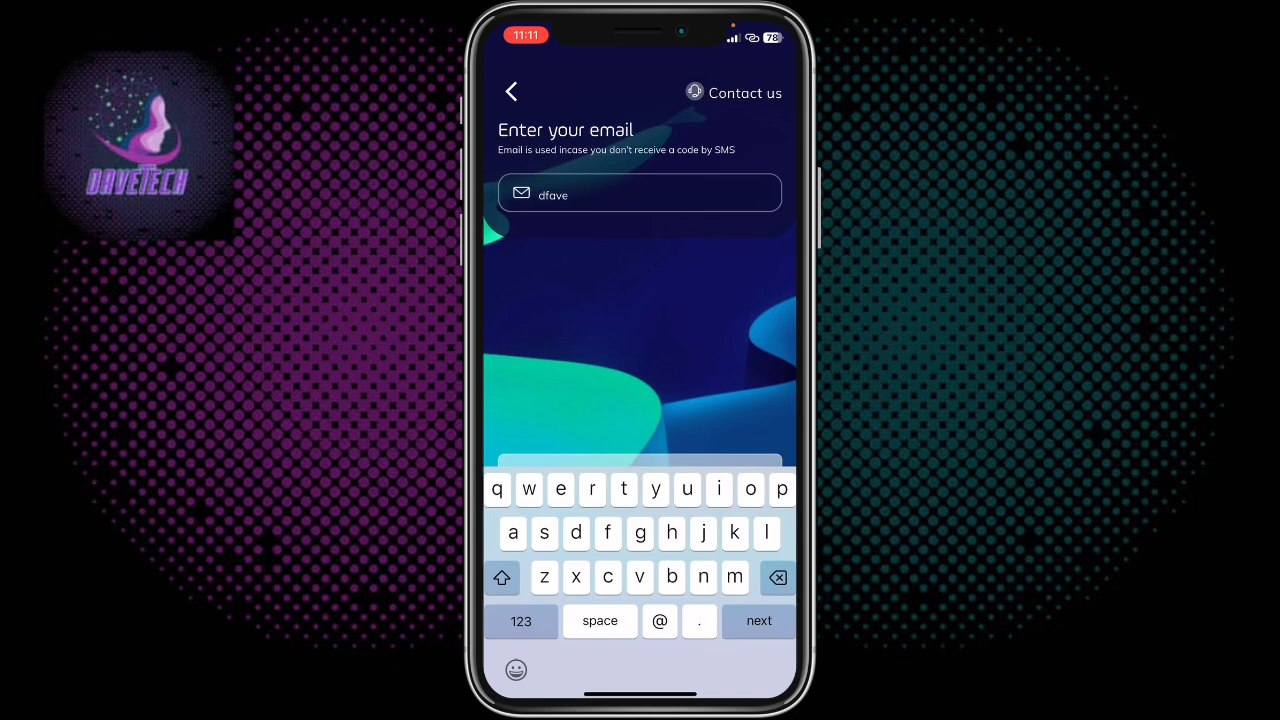 DAVETECH
11:11
78
Contact us
Enter your email
Email is used incase you don't receive a code by SMS
dfave
q w e r t y u i o p
a s d f g h j k l
z x c v b n m
123 space @ . next